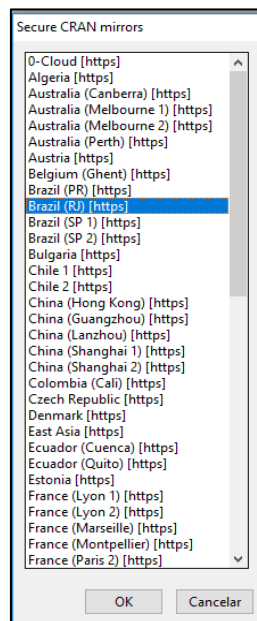 Secure CRAN mirrors
0-Cloud [https]
Algeria [https]
Australia (Canberra) [https]
Australia (Melbourne 1) [https]
Australia (Melbourne 2) [https]
Australia (Perth) [https]
Austria [https]
Belgium (Ghent) [https]
Brazil (PR) [https]
Brazil (RJ) [https]
Brazil (SP 1) [https]
Brazil (SP 2) [https]
Bulgaria [https]
Chile 1 [https]
Chile 2 [https]
China (Hong Kong) [https]
China (Guangzhou) [https]
China (Lanzhou) [https]
China (Shanghai 1) [https]
China (Shanghai 2) [https]
Colombia (Cali) [https]
Czech Republic [https]
Denmark [https]
East Asia [https]
Ecuador (Cuenca) [https]
Ecuador (Quito) [https]
Estonia [https]
France (Lyon 1) [https]
France (Lyon 2) [https]
France (Marseille) [https]
France (Montpellier) [https]
France (Paris 2) [https]
OK Cancelar